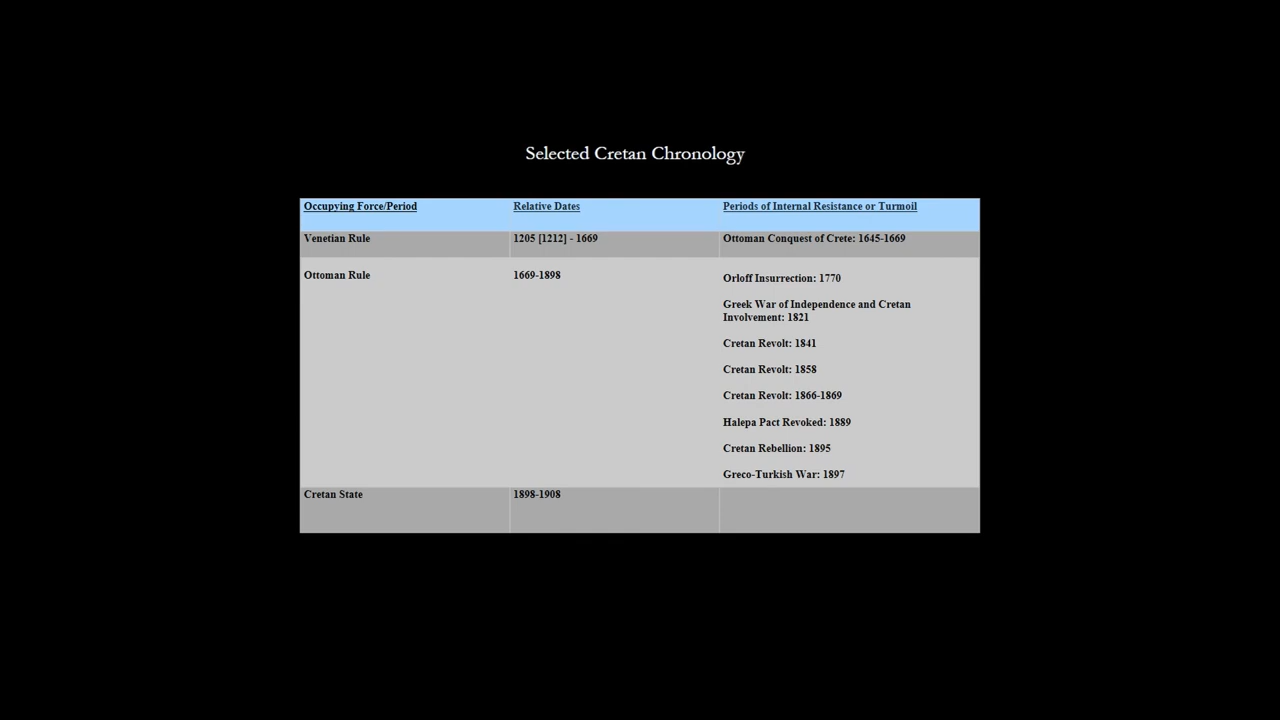 Selected Cretan Chronology
Occupying Force/Period Relative Dates Periods of Internal Resistance or Turmoil
Venetian Rule 1205 [1212] - 1669 Ottoman Conquest of Crete: 1645-1669
Ottoman Rule 1669-1898 Orloff Insurrection: 1770
Greek War of Independence and Cretan
Involvement: 1821
Cretan Revolt: 1841
Cretan Revolt: 1858
Cretan Revolt: 1866-1869
Halepa Pact Revoked: 1889
Cretan Rebellion: 1895
Greco-Turkish War: 1897
Cretan State 1898-1908